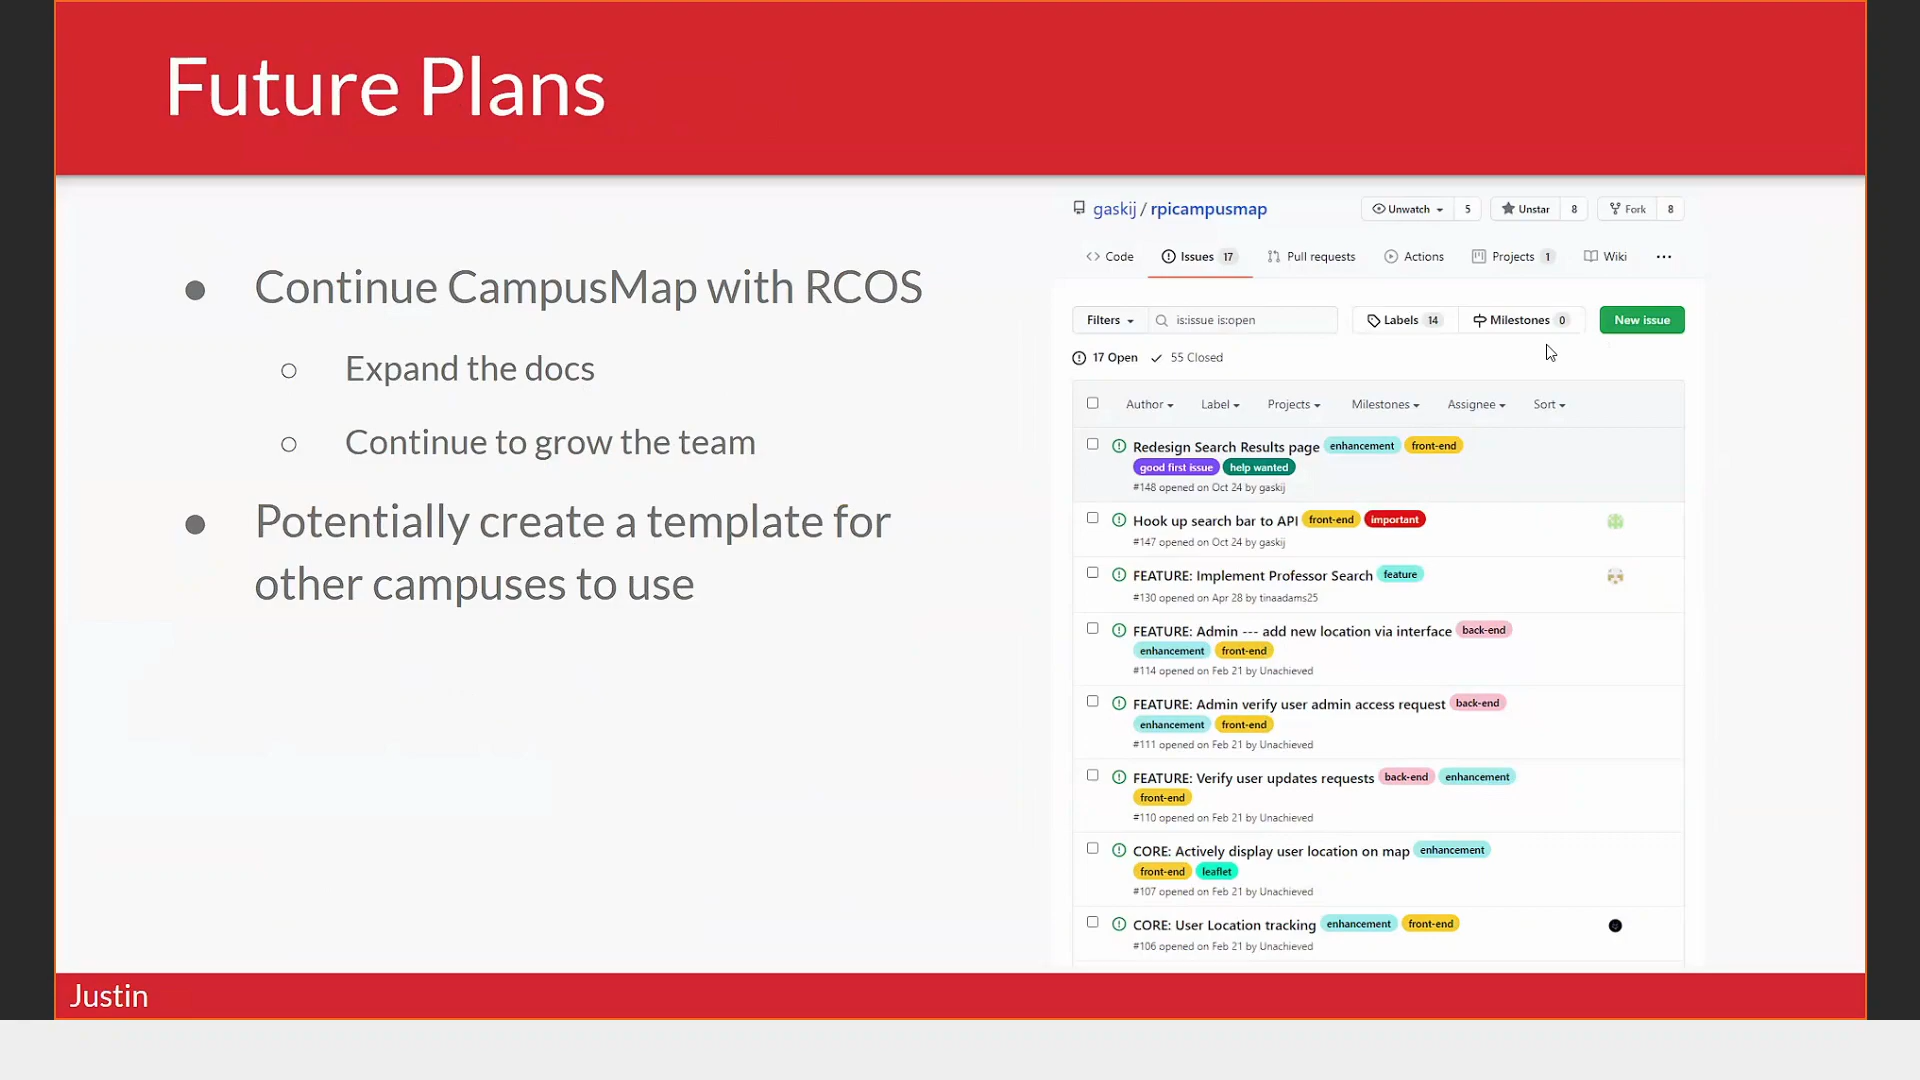 Future Plans
Continue CampusMap with RCOS
Expand the docs
Continue to grow the team
Potentially create a template for
other campuses to use
gaskij / rpicampusmap
Unwatch 5 Unstar 8 Fork 8
Code Issues 17 Pull requests Actions Projects 1 Wiki ...
Filters is:issue is:open Labels 14 Milestones 0 New issue
17 Open 55 Closed
Author Label Projects Milestones Assignee Sort
Redesign Search Results page enhancement front-end
good first issue help wanted
#148 opened on Oct 24 by gaskij
Hook up search bar to API front-end important
#147 opened on Oct 24 by gaskij
FEATURE: Implement Professor Search feature
#130 opened on Apr 28 by tinaadams25
FEATURE: Admin --- add new location via interface back-end
enhancement front-end
#114 opened on Feb 21 by Unachieved
FEATURE: Admin verify user admin access request back-end
enhancement front-end
#111 opened on Feb 21 by Unachieved
FEATURE: Verify user updates requests back-end enhancement
front-end
#110 opened on Feb 21 by Unachieved
CORE: Actively display user location on map enhancement
front-end leaflet
#107 opened on Feb 21 by Unachieved
CORE: User Location tracking enhancement front-end
#106 opened on Feb 21 by Unachieved
Justin